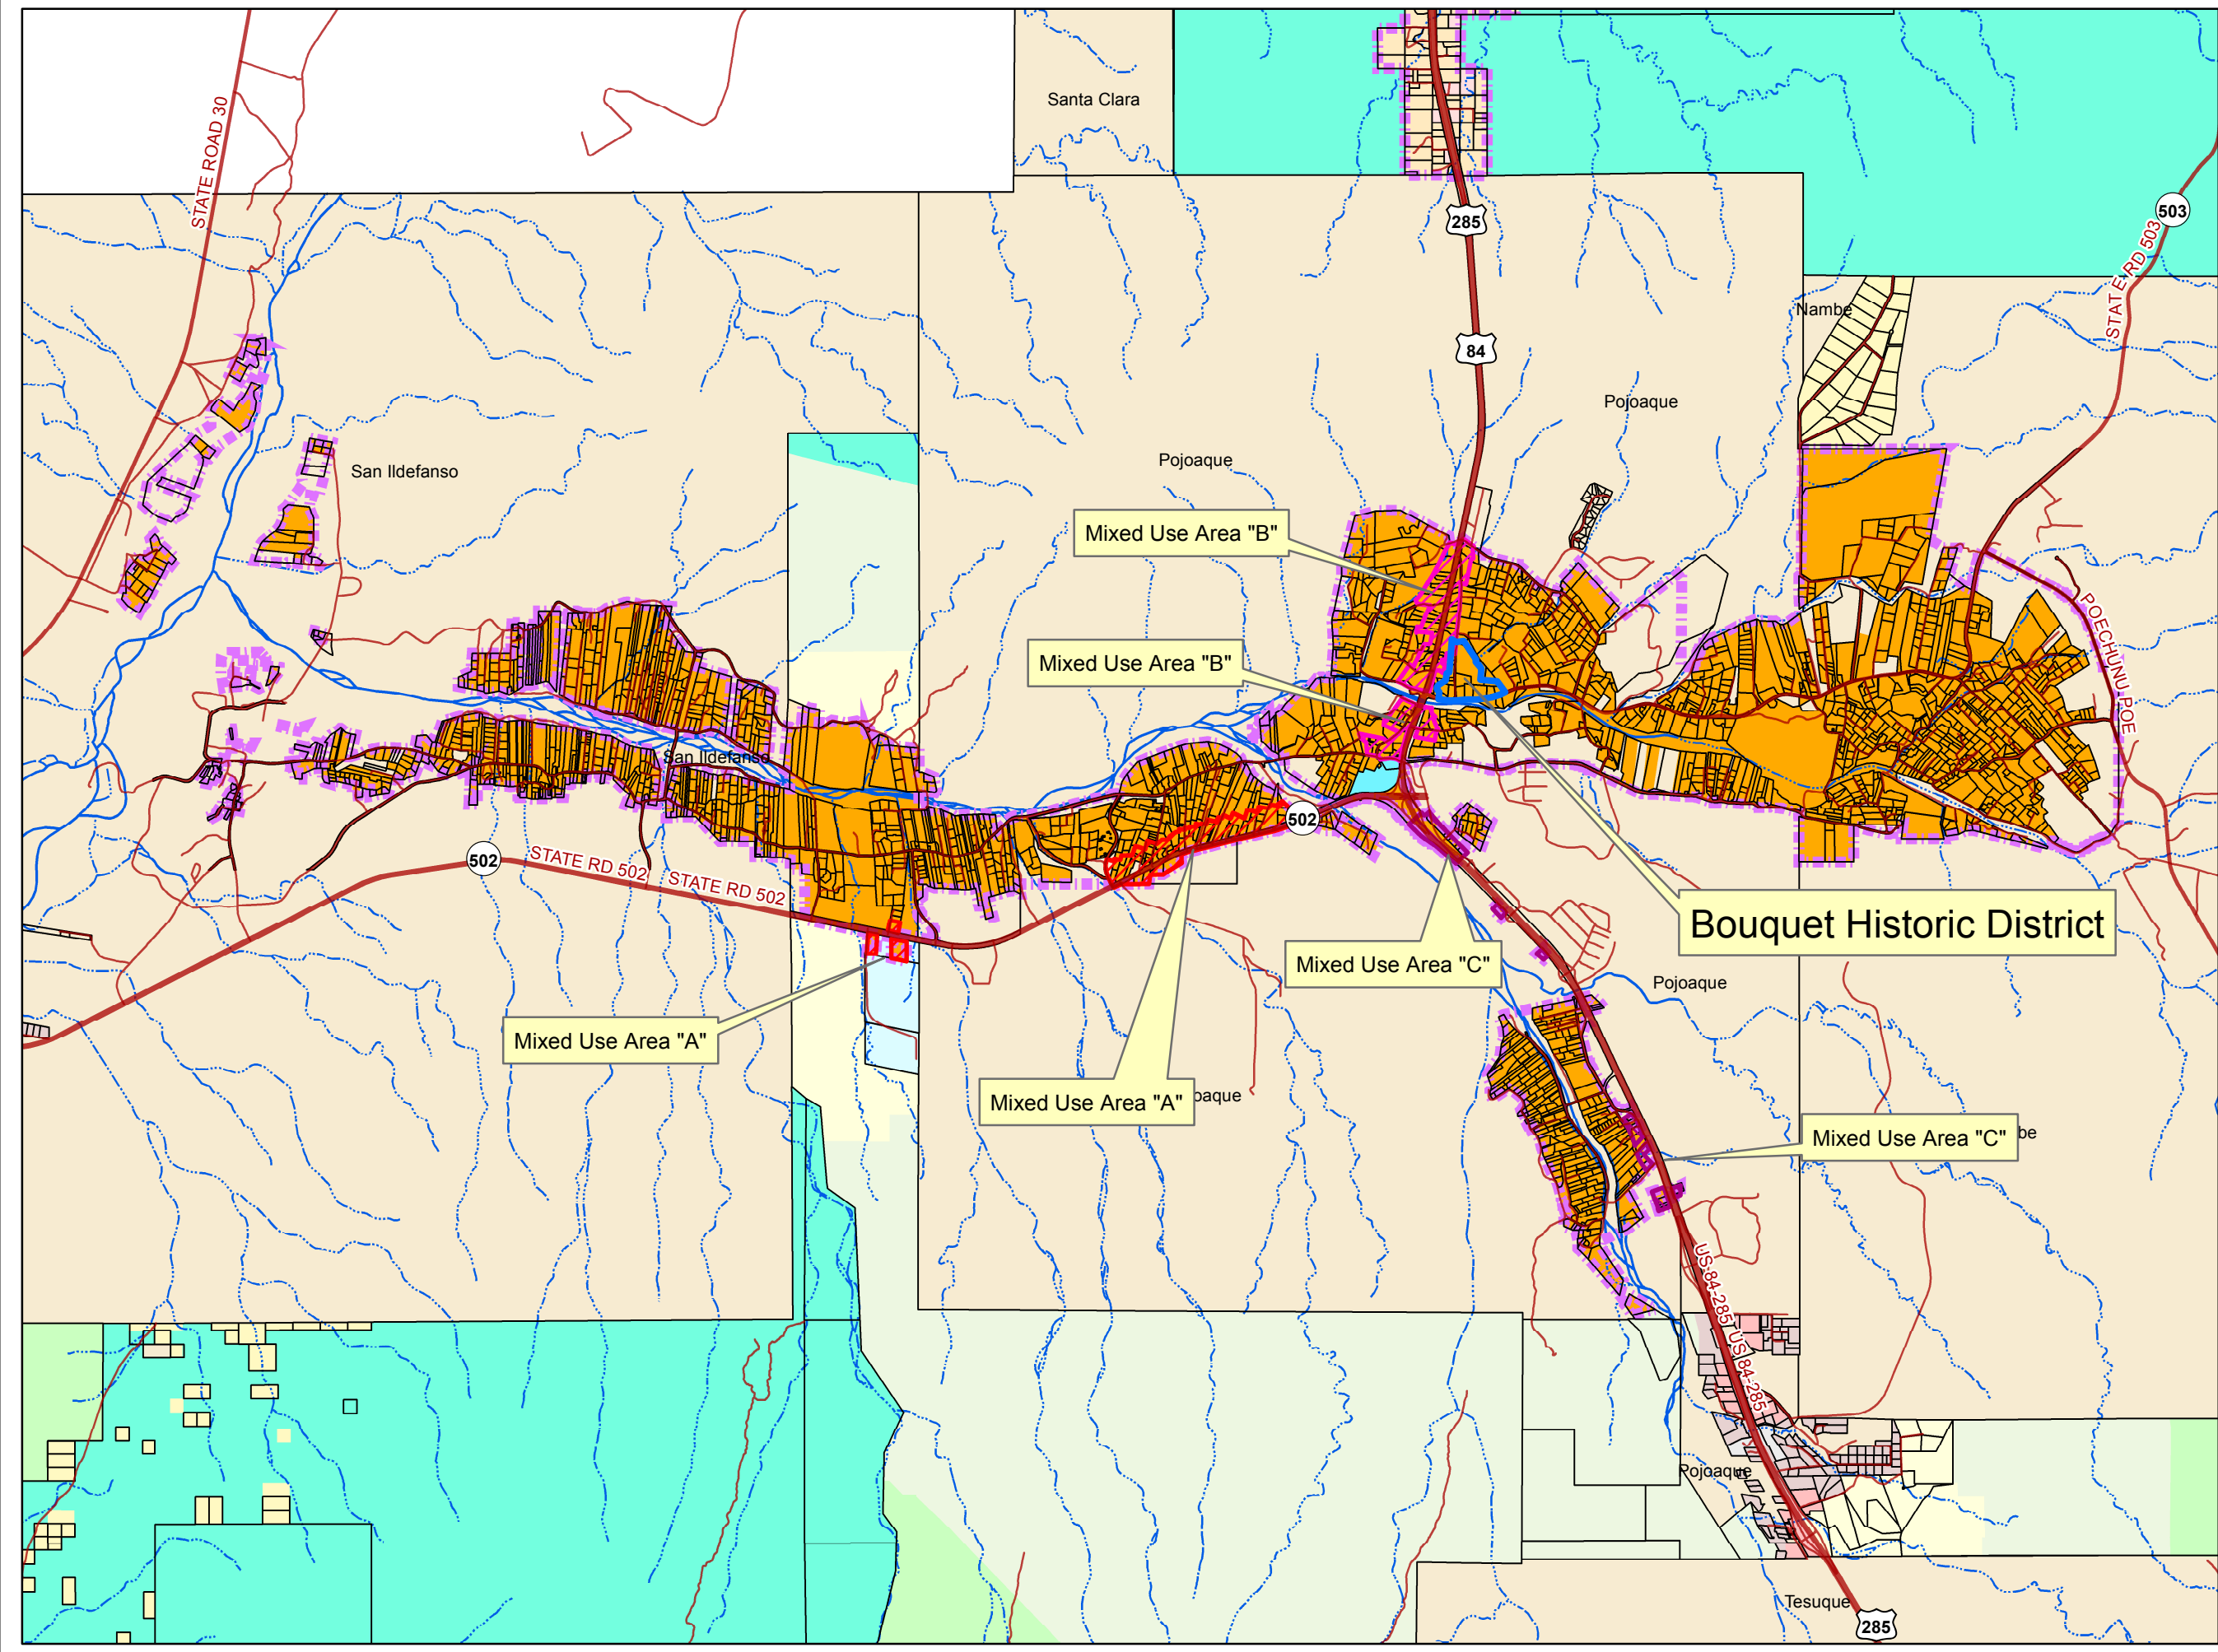 Santa Clara
STATE ROAD 30
285
503
STATE RD 503
Nambe
84
Pojoaque
Pojoaque
San Ildefanso
Mixed Use Area "B"
POECHUNU POE
Mixed Use Area "B"
San Ildefanso
502
502
STATE RD 502
STATE RD 502
Bouquet Historic District
Mixed Use Area "C"
Pojoaque
Mixed Use Area "A"
Mixed Use Area "A"
oaque
Mixed Use Area "C"
be
US-84-285
US-84-285
Pojoaque
Tesuque
285